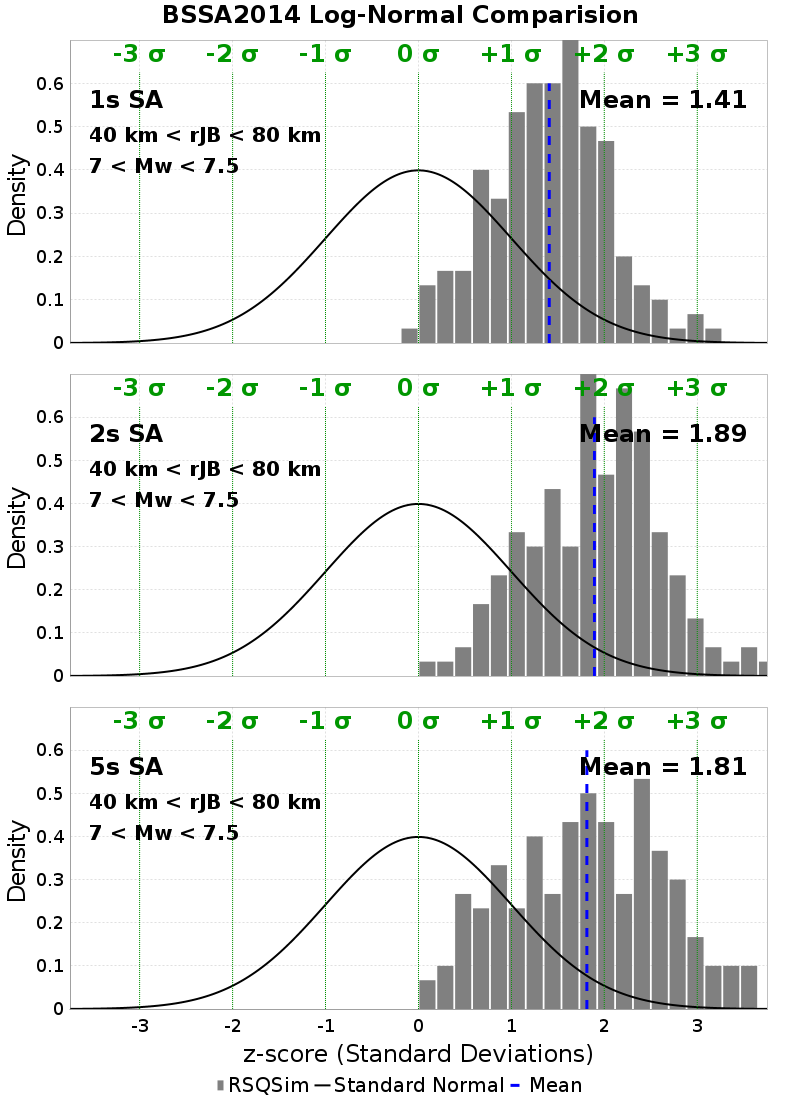 BSSA2014 Log-Normal Comparision
-3 σ -2 σ -1 σ 0 σ +1 σ +2 σ +3 σ
0.6
1s SA Mean = 1.41
0.5
40 km < rJB < 80 km
7 < Mw < 7.5
0.4
Density
0.3
0.2
0.1
0
-3 σ -2 σ -1 σ 0 σ +1 σ +2 σ +3 σ
0.6
2s SA Mean = 1.89
0.5
40 km < rJB < 80 km
7 < Mw < 7.5
0.4
Density
0.3
0.2
0.1
0
-3 σ -2 σ -1 σ 0 σ +1 σ +2 σ +3 σ
0.6
5s SA Mean = 1.81
0.5
40 km < rJB < 80 km
7 < Mw < 7.5
0.4
Density
0.3
0.2
0.1
0
-3 -2 -1 0 1 2 3
z-score (Standard Deviations)
RSQSim Standard Normal Mean